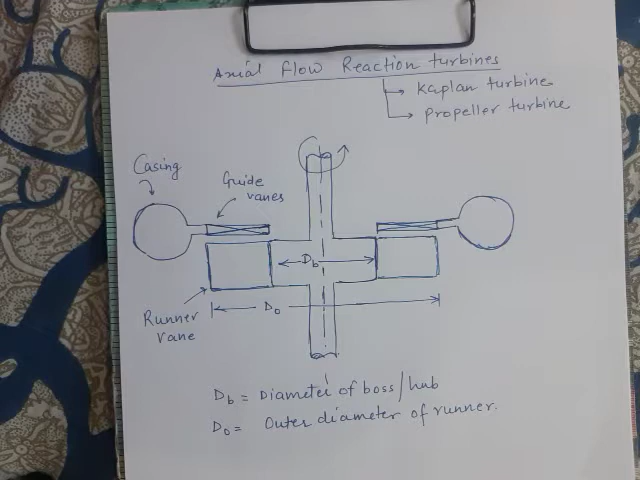 Axial Flow Reaction turbines
→ Kaplan turbine
→ propeller turbine
Casing
Guide
vanes
Db
Do
Runner
vane
Db = Diameter of boss/hub
Do = Outer diameter of runner.